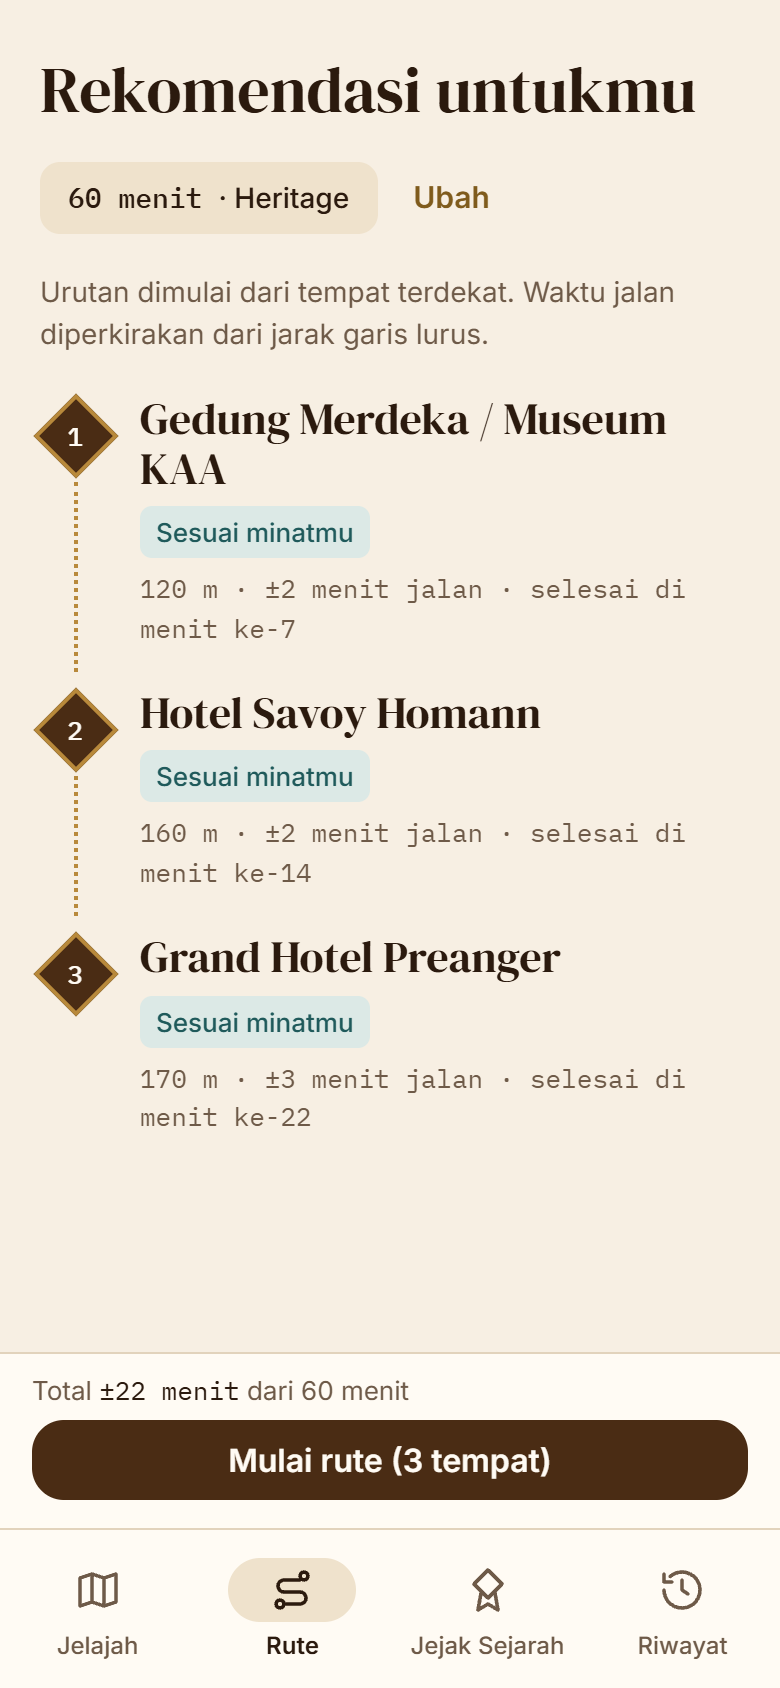 Rekomendasi untukmu
60 menit · Heritage
Ubah
Urutan dimulai dari tempat terdekat. Waktu jalan
diperkirakan dari jarak garis lurus.
1
Gedung Merdeka / Museum
KAA
Sesuai minatmu
120 m · ±2 menit jalan · selesai di
menit ke-7
2
Hotel Savoy Homann
Sesuai minatmu
160 m · ±2 menit jalan · selesai di
menit ke-14
3
Grand Hotel Preanger
Sesuai minatmu
170 m · ±3 menit jalan · selesai di
menit ke-22
Total ±22 menit dari 60 menit
Mulai rute (3 tempat)
Jelajah
Rute
Jejak Sejarah
Riwayat